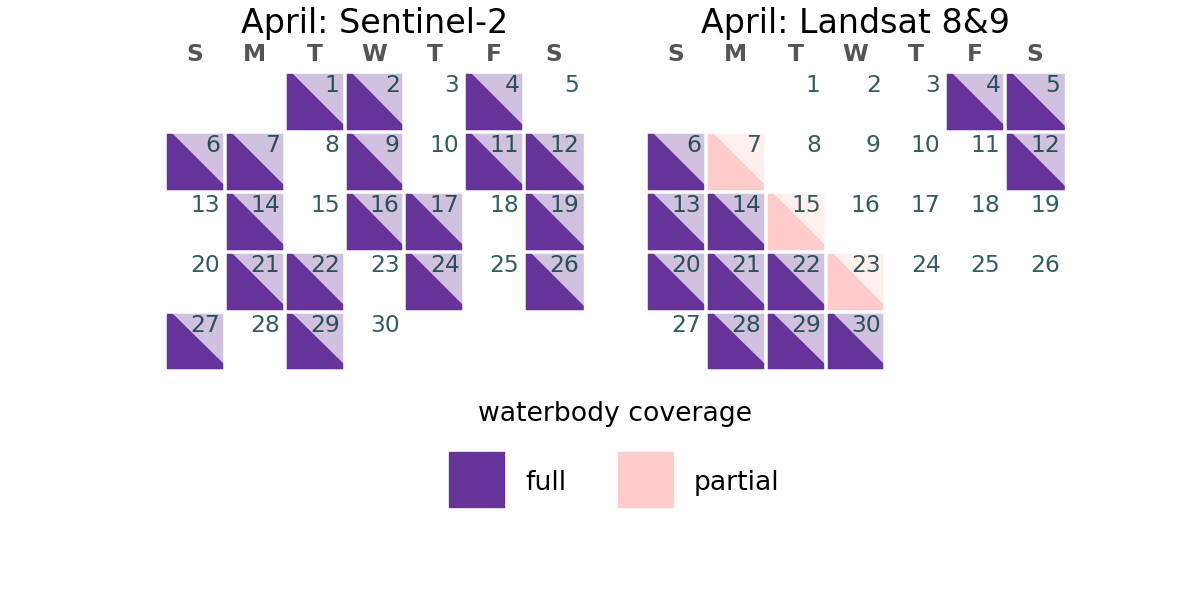 April: Sentinel-2
S M T W T F S
1 2 3 4 5
6 7 8 9 10 11 12
13 14 15 16 17 18 19
20 21 22 23 24 25 26
27 28 29 30
April: Landsat 8&9
S M T W T F S
1 2 3 4 5
6 7 8 9 10 11 12
13 14 15 16 17 18 19
20 21 22 23 24 25 26
27 28 29 30
waterbody coverage
full partial